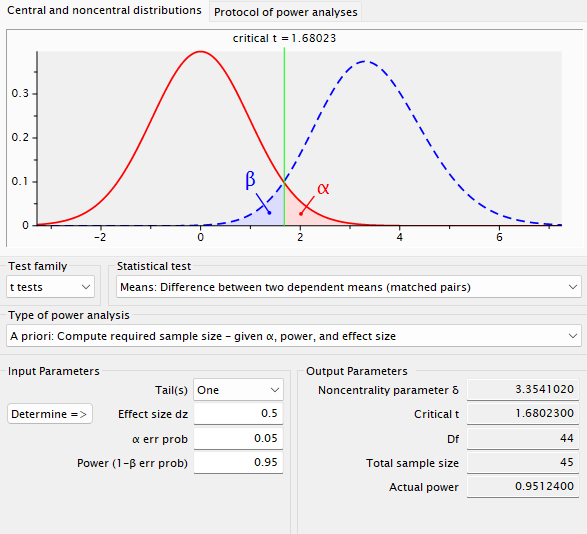 Central and noncentral distributions Protocol of power analyses
critical t = 1.68023
0.3
0.2
β α
0.1
0
-2 0 2 4 6
Test family Statistical test
t tests Means: Difference between two dependent means (matched pairs)
Type of power analysis
A priori: Compute required sample size - given α, power, and effect size
Input Parameters Output Parameters
Tail(s) One Noncentrality parameter δ 3.3541020
Determine => Effect size dz 0.5 Critical t 1.6802300
α err prob 0.05 Df 44
Power (1-β err prob) 0.95 Total sample size 45
Actual power 0.9512400